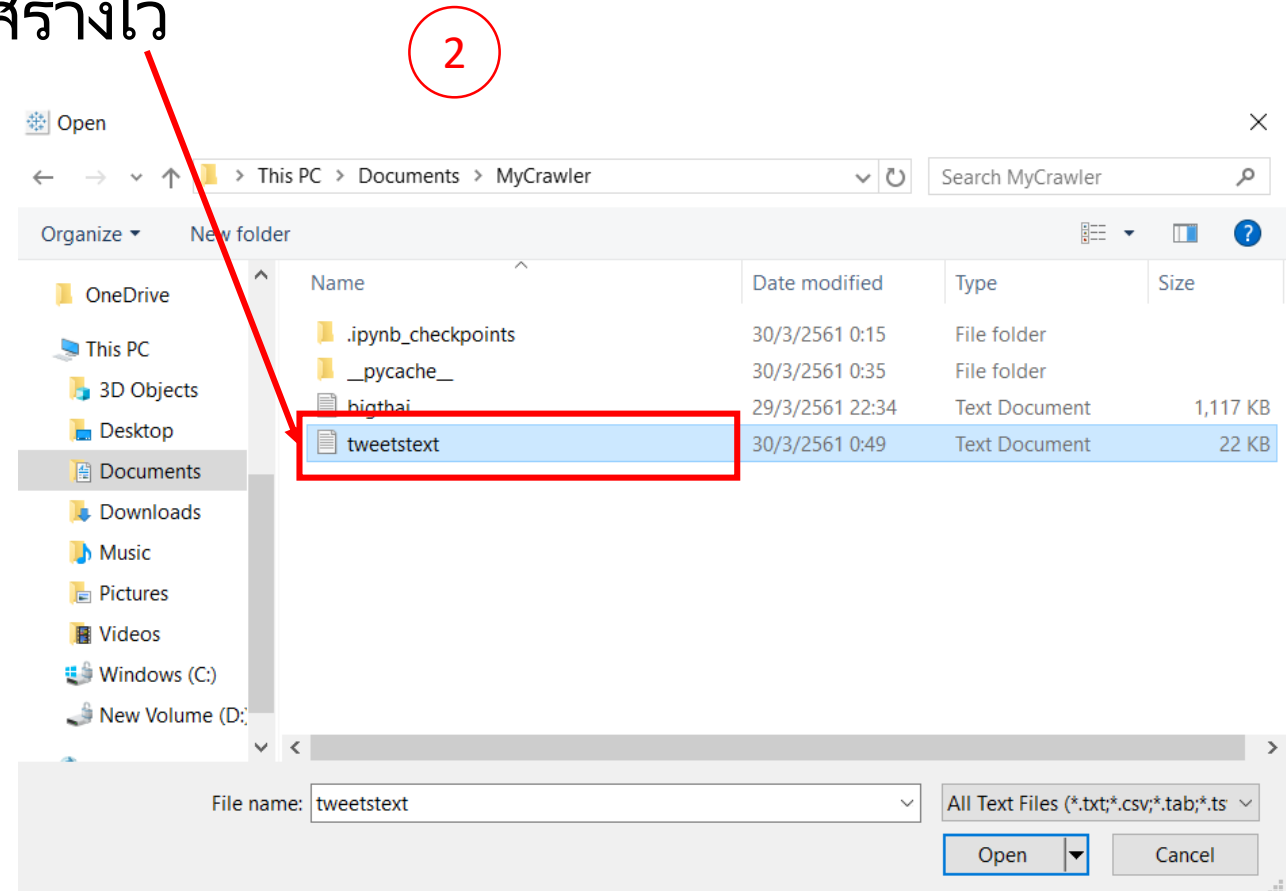 สร้างไว้
2
Open
This PC > Documents > MyCrawler
Search MyCrawler
Organize
New folder
Name Date modified Type Size
OneDrive
This PC
3D Objects
Desktop
Documents
Downloads
Music
Pictures
Videos
Windows (C:)
New Volume (D:
.ipynb_checkpoints 30/3/2561 0:15 File folder
__pycache__ 30/3/2561 0:35 File folder
bigthai 29/3/2561 22:34 Text Document 1,117 KB
tweetstext 30/3/2561 0:49 Text Document 22 KB
File name: tweetstext
All Text Files (*.txt;*.csv;*.tab;*.ts
Open Cancel